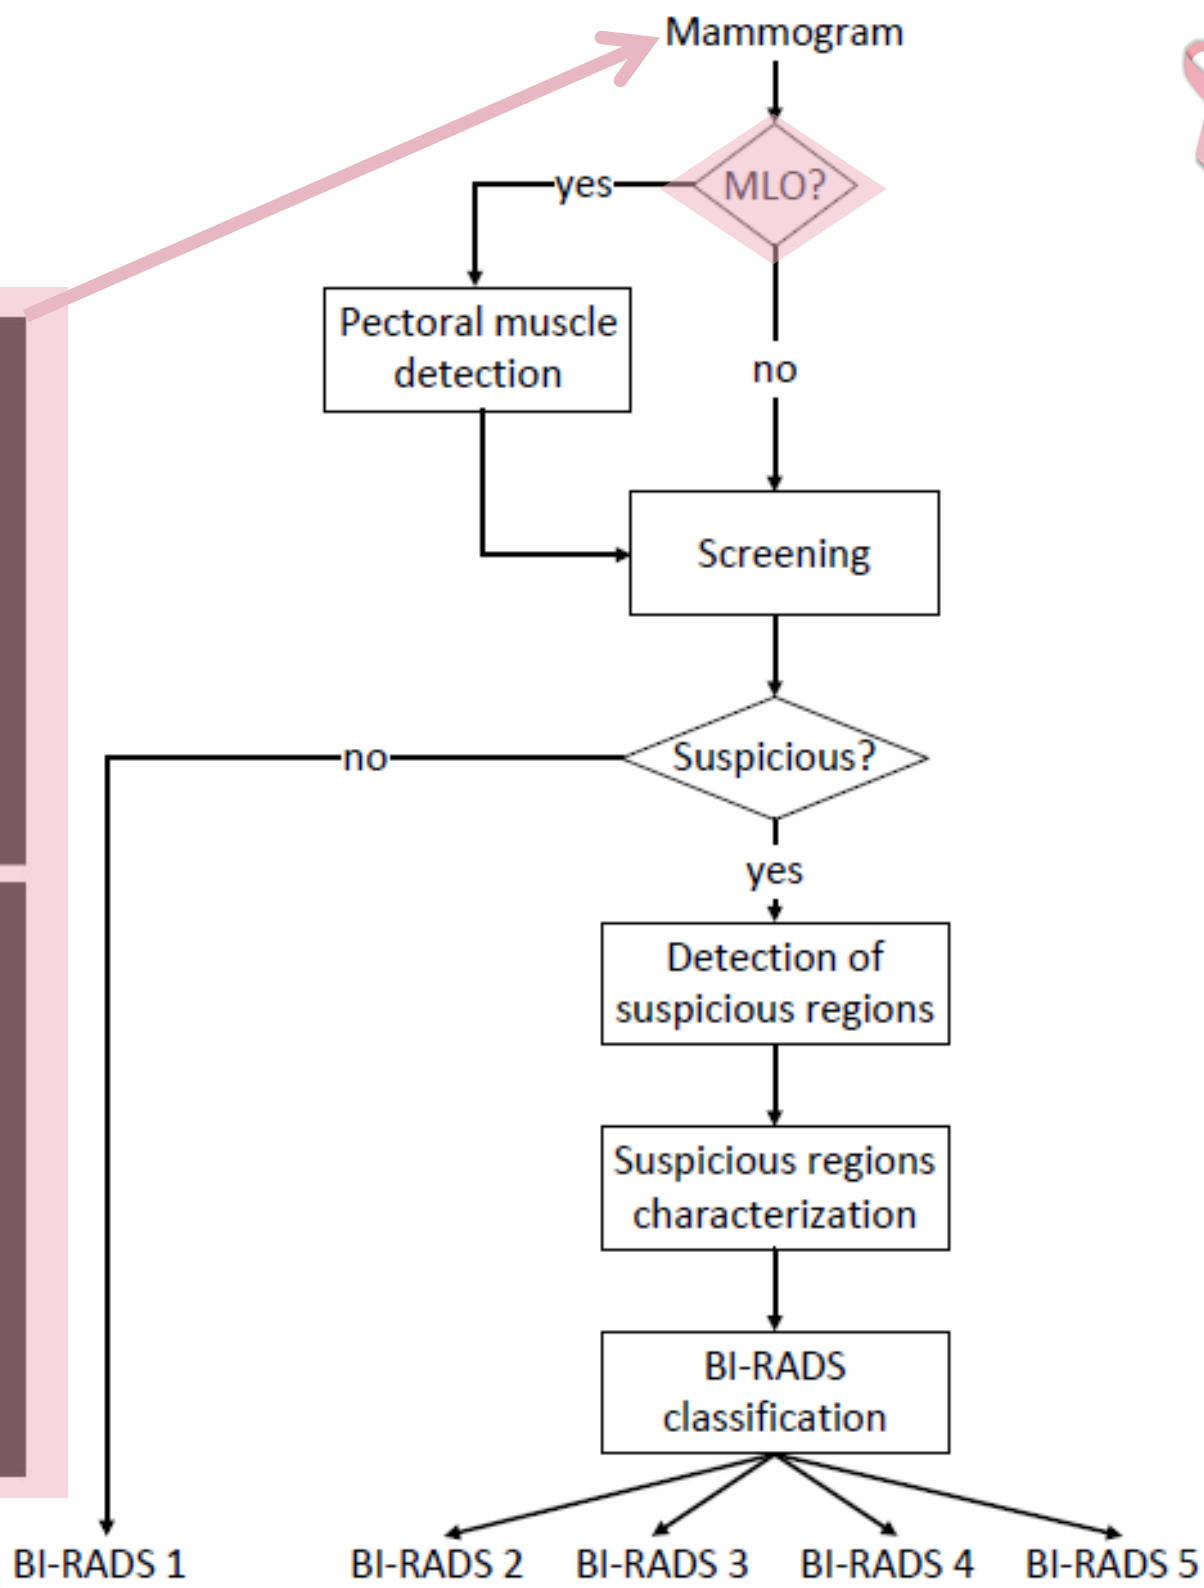 Mammogram
MLO?
yes
Pectoral muscle
detection
no
Screening
Suspicious?
no
yes
Detection of
suspicious regions
Suspicious regions
characterization
BI-RADS
classification
BI-RADS 1
BI-RADS 2
BI-RADS 3
BI-RADS 4
BI-RADS 5